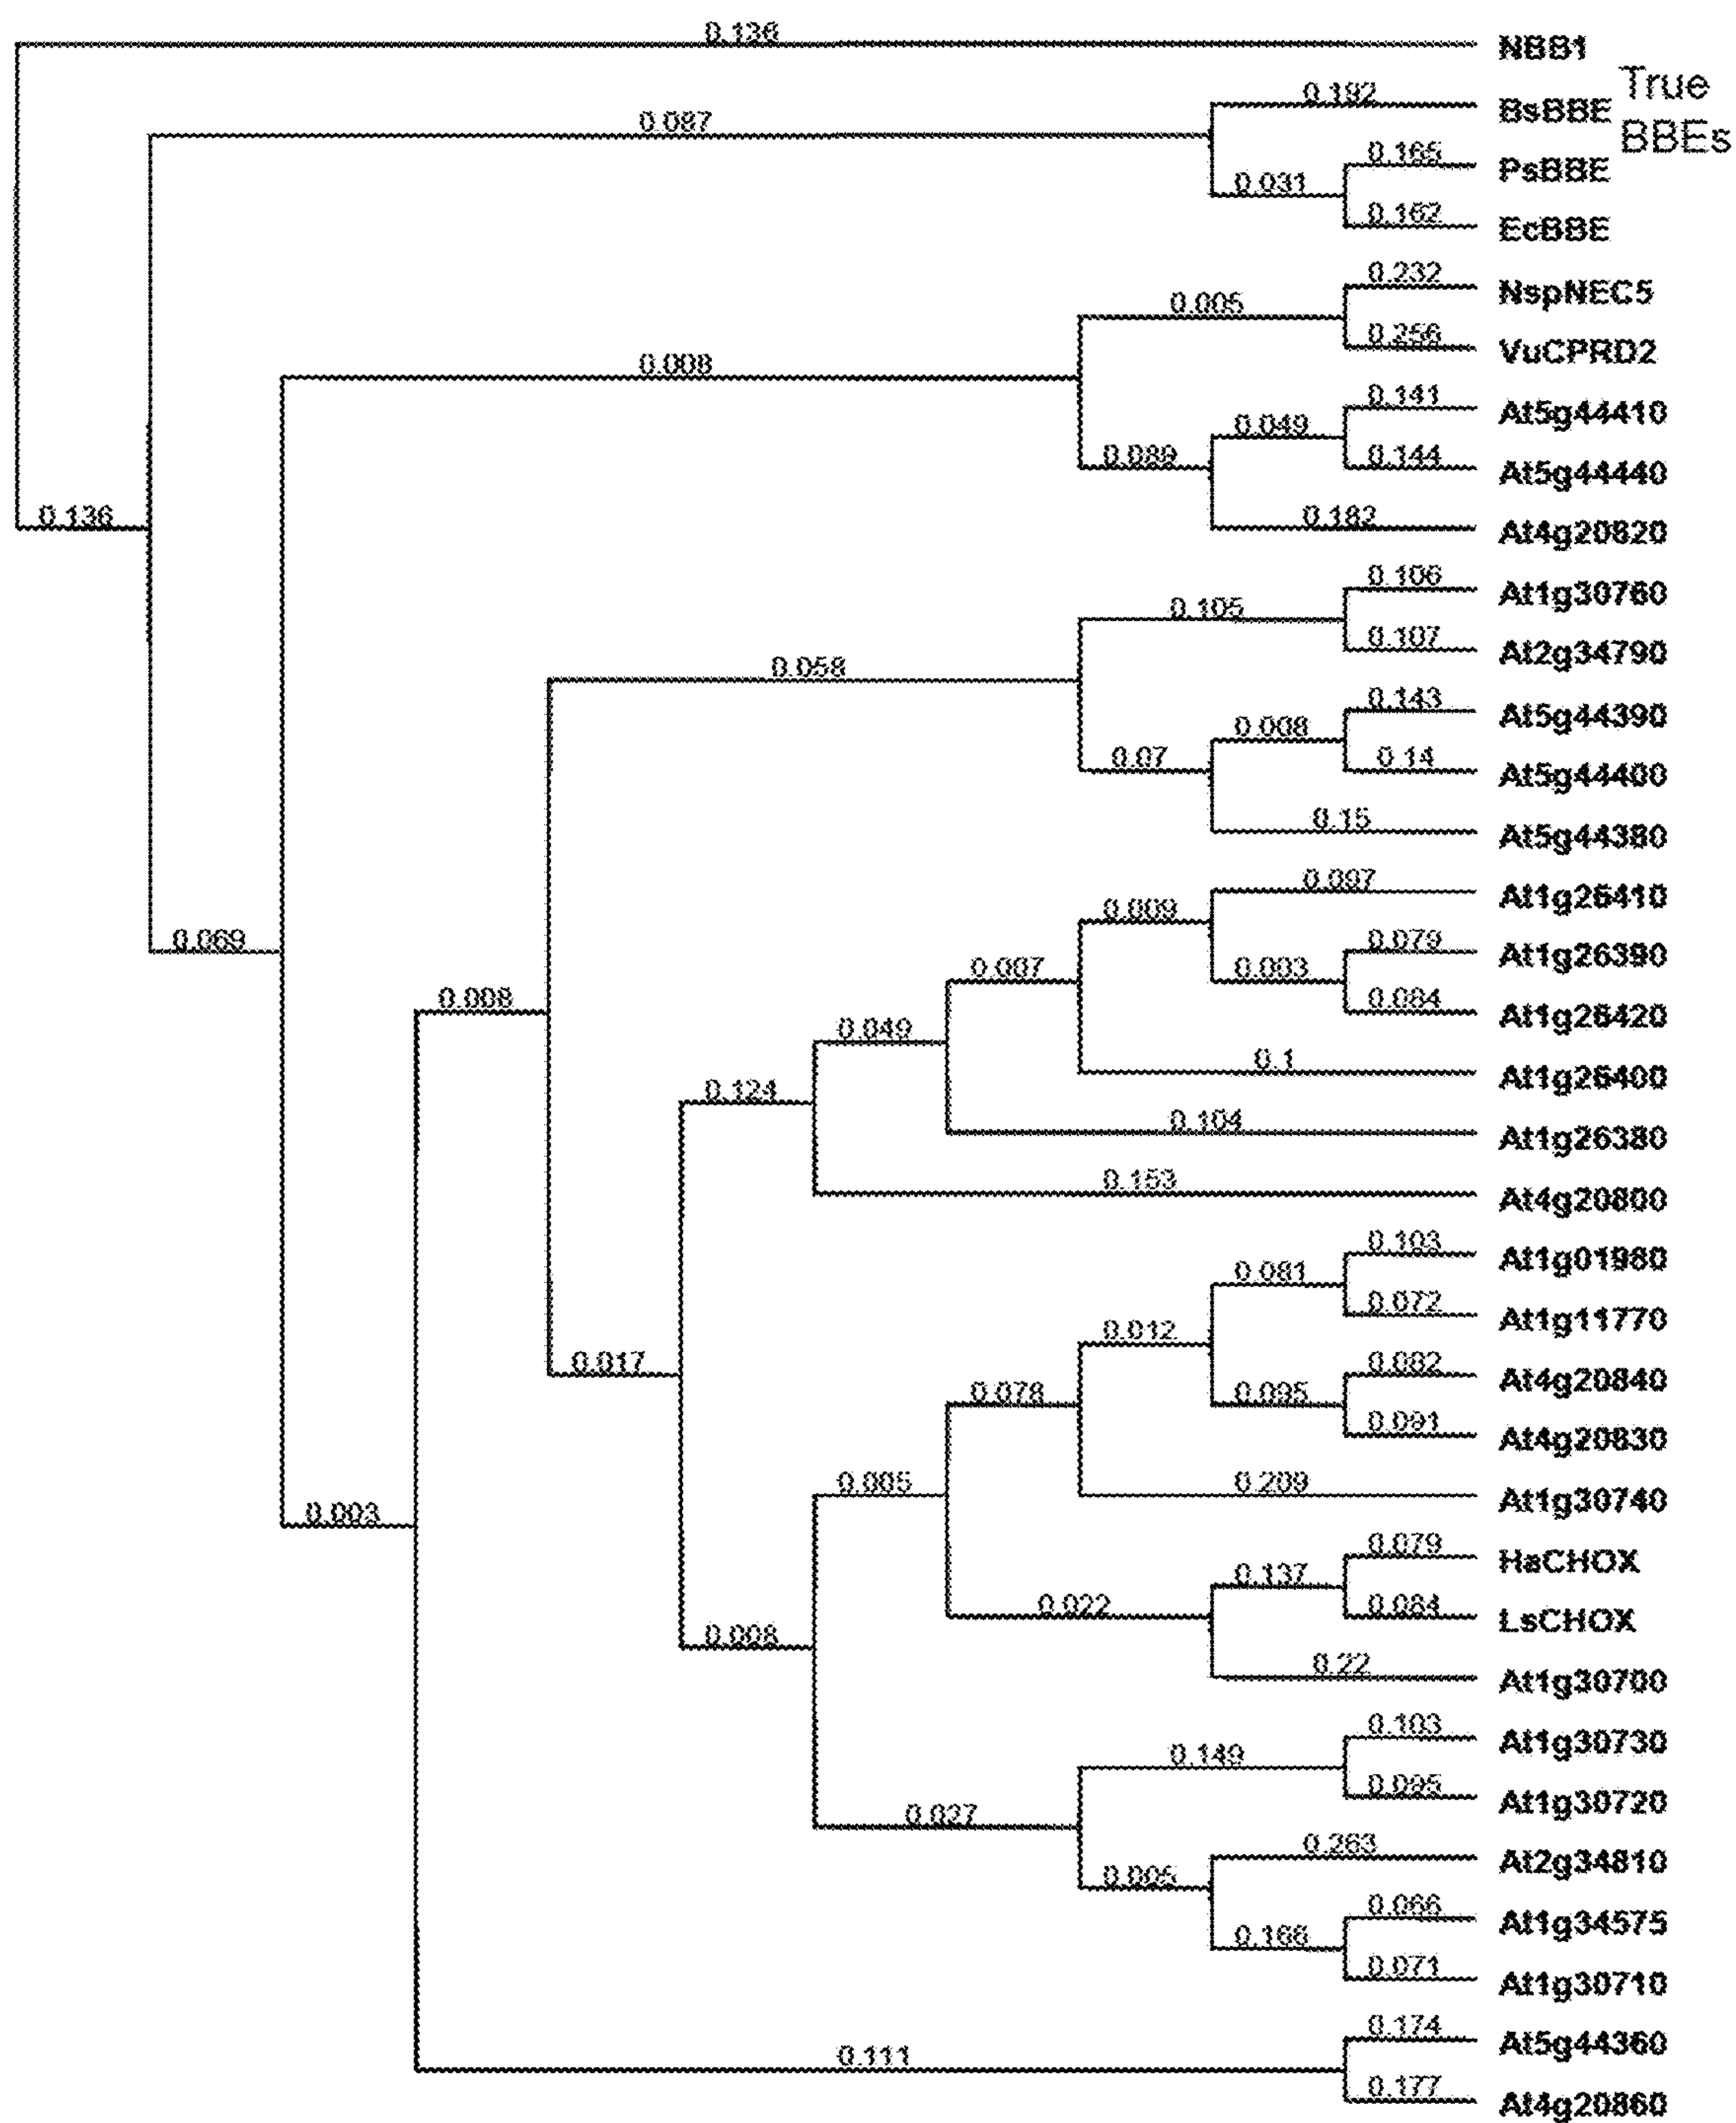 0.136
NBB1
True
BBEs
0.192
BsBBE
0.087
0.165
PsBBE
0.031
0.162
EcBBE
0.232
NspNEC5
0.005
0.256
VuCPRD2
0.008
0.141
At5g44410
0.049
0.144
At5g44440
0.089
0.182
At4g20820
0.136
0.106
At1g30760
0.105
0.107
At2g34790
0.058
0.143
At5g44390
0.008
0.14
At5g44400
0.07
0.15
At5g44380
0.097
At1g26410
0.009
0.079
At1g26390
0.069
0.007
0.003
0.084
At1g26420
0.008
0.049
0.1
At1g26400
0.124
0.104
At1g26380
0.153
At4g20800
0.103
At1g01980
0.081
0.072
At1g11770
0.012
0.082
At4g20840
0.017
0.078
0.095
0.091
At4g20830
0.005
0.209
At1g30740
0.003
0.079
HaCHOX
0.137
0.084
LsCHOX
0.022
0.008
0.22
At1g30700
0.103
At1g30730
0.149
0.095
At1g30720
0.027
0.263
At2g34810
0.005
0.066
At1g34575
0.166
0.071
At1g30710
0.174
At5g44360
0.111
0.177
At4g20860